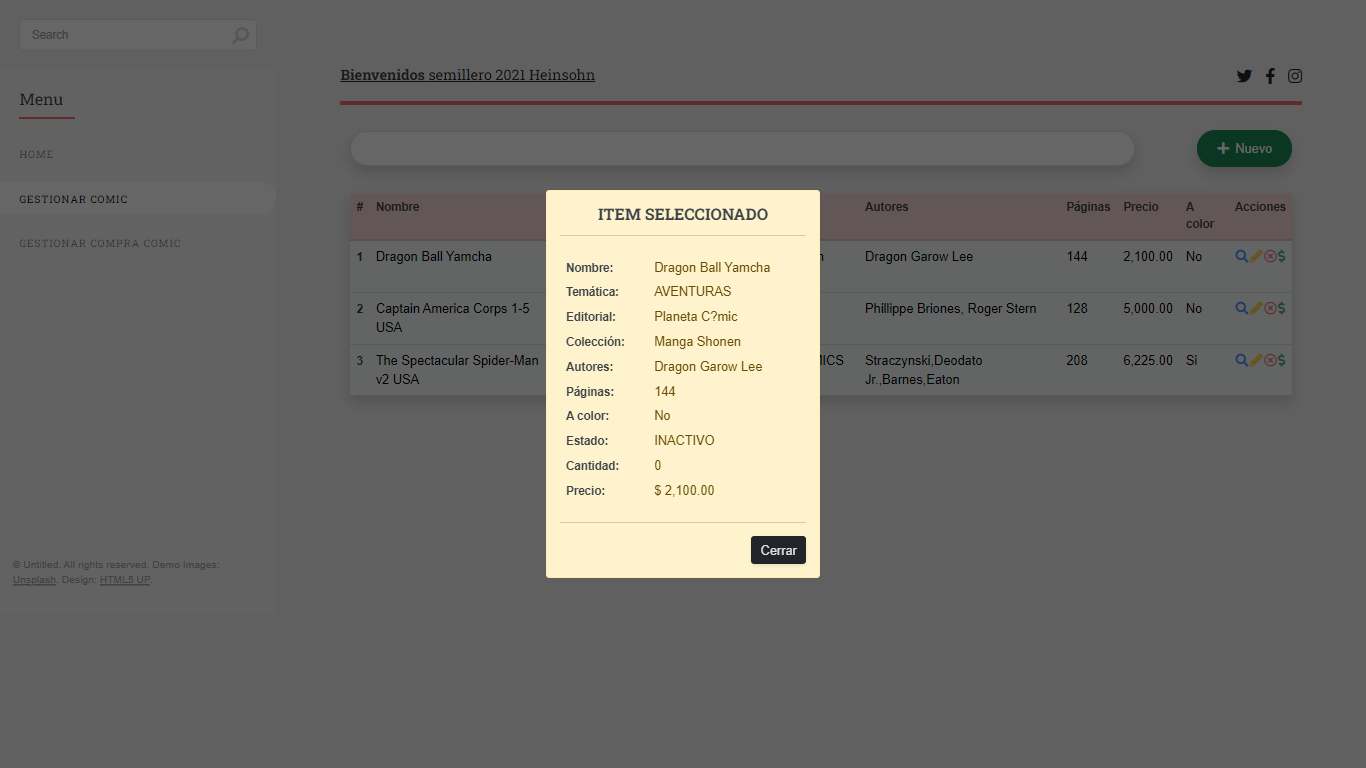 Search
Menu
HOME
GESTIONAR COMIC
GESTIONAR COMPRA COMIC
© Untitled. All rights reserved. Demo Images:
Unsplash. Design: HTML5 UP.
Bienvenidos semillero 2021 Heinsohn
Nuevo
# Nombre Autores Páginas Precio A color Acciones
1 Dragon Ball Yamcha Dragon Garow Lee 144 2,100.00 No
2 Captain America Corps 1-5 USA Phillippe Briones, Roger Stern 128 5,000.00 No
3 The Spectacular Spider-Man v2 USA Straczynski,Deodato Jr.,Barnes,Eaton 208 6,225.00 Si
ITEM SELECCIONADO
Nombre: Dragon Ball Yamcha
Temática: AVENTURAS
Editorial: Planeta C?mic
Colección: Manga Shonen
Autores: Dragon Garow Lee
Páginas: 144
A color: No
Estado: INACTIVO
Cantidad: 0
Precio: $ 2,100.00
Cerrar